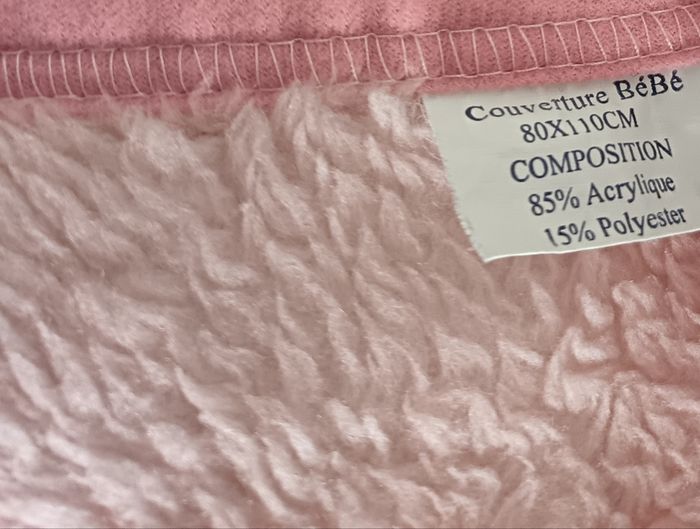 Couverture BéBé
80X110CM
COMPOSITION
85% Acrylique
15% Polyester